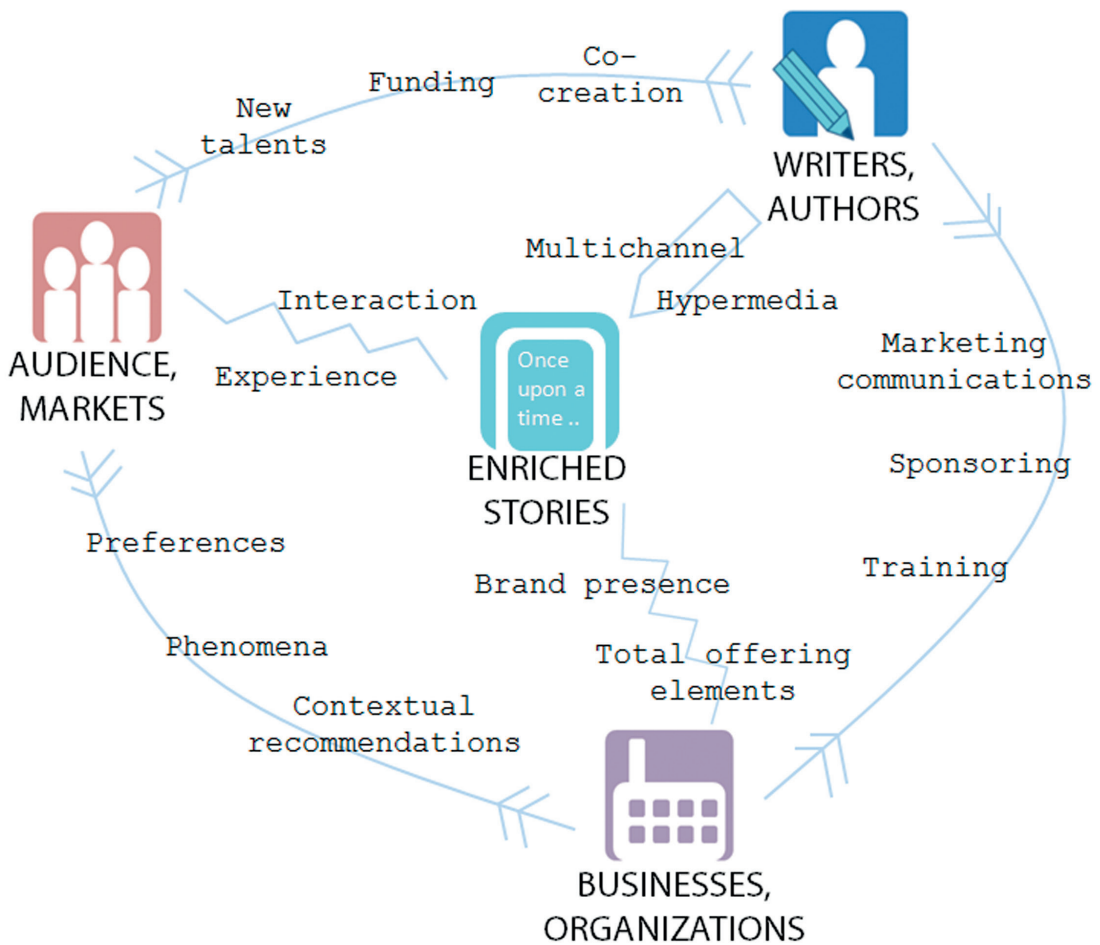 Co-
creation
Funding
New
talents
WRITERS,
AUTHORS
Multichannel
Hypermedia
Interaction
Experience
AUDIENCE,
MARKETS
Once
upon a
time ..
ENRICHED
STORIES
Marketing
communications
Sponsoring
Training
Preferences
Phenomena
Contextual
recommendations
Brand presence
Total offering
elements
BUSINESSES,
ORGANIZATIONS